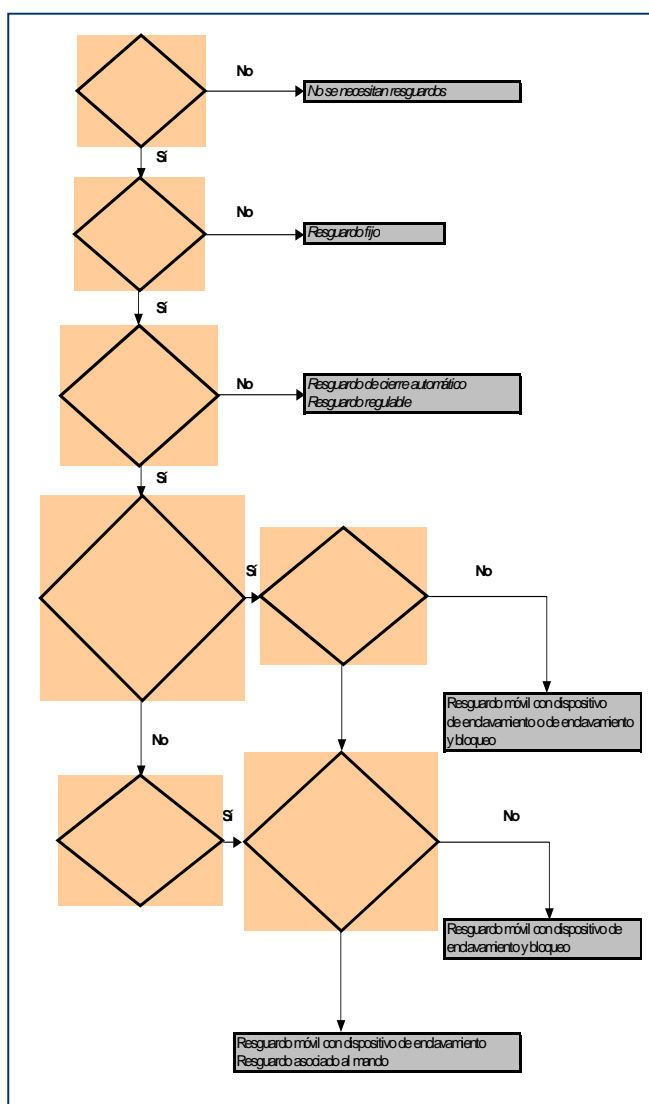 No
No se necesitan resguardos
Sí
No
Resguardo fijo
Sí
No
Resguardo de cierre automático
Resguardo regulable
Sí
Sí
No
Resguardo móvil con dispositivo
de enclavamiento o de enclavamiento
y bloqueo
No
Sí
No
Resguardo móvil con dispositivo de
enclavamiento y bloqueo
Resguardo móvil con dispositivo de enclavamiento
Resguardo asociado al mando